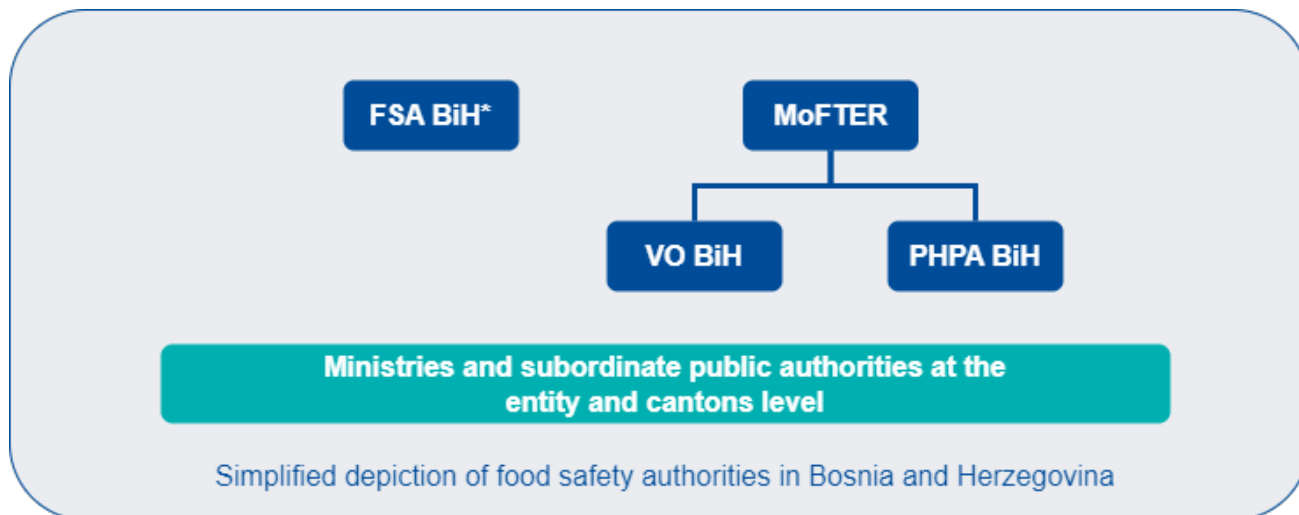 FSA BiH*
MoFTER
VO BiH
PHPA BiH
Ministries and subordinate public authorities at the
entity and cantons level
Simplified depiction of food safety authorities in Bosnia and Herzegovina